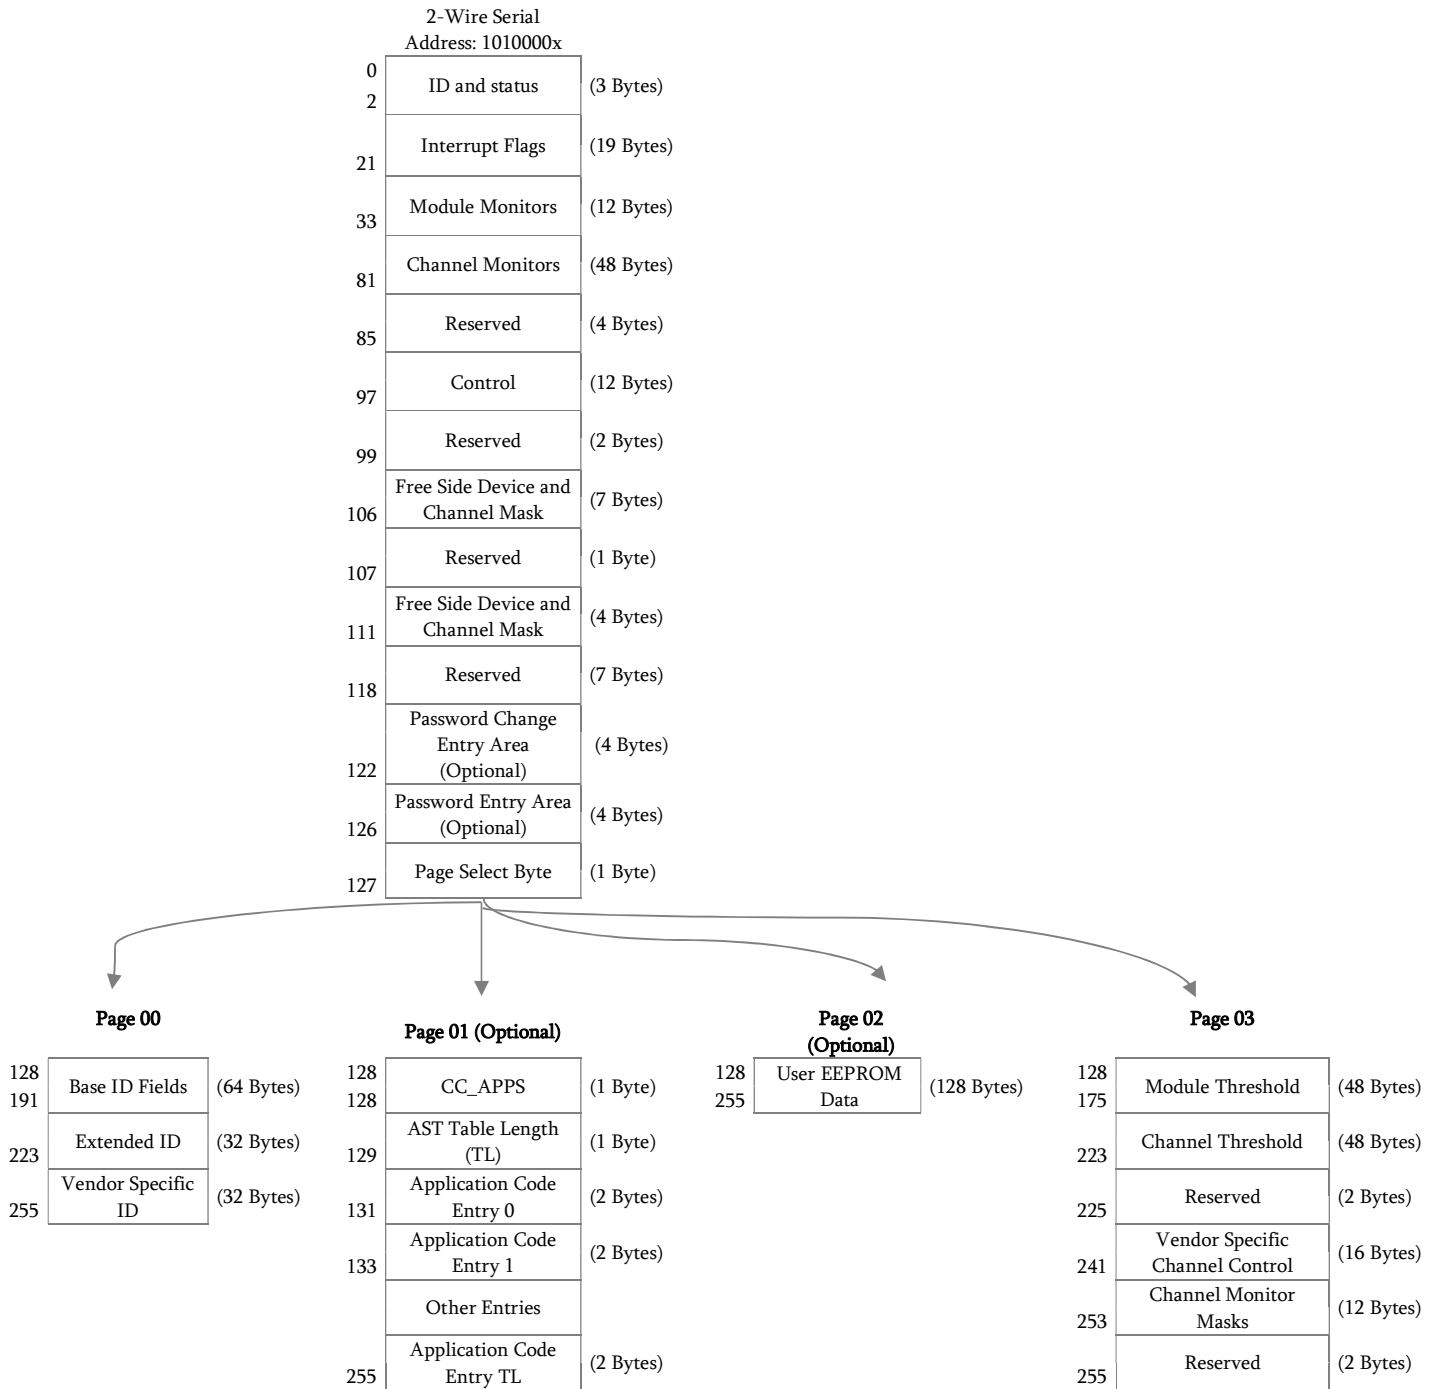 2-Wire Serial
Address: 1010000x
0
ID and status
(3 Bytes)
2
Interrupt Flags
(19 Bytes)
21
Module Monitors
(12 Bytes)
33
Channel Monitors
(48 Bytes)
81
Reserved
(4 Bytes)
85
Control
(12 Bytes)
97
Reserved
(2 Bytes)
99
Free Side Device and
Channel Mask
(7 Bytes)
106
Reserved
(1 Byte)
107
Free Side Device and
Channel Mask
(4 Bytes)
111
Reserved
(7 Bytes)
118
Password Change
Entry Area
(Optional)
(4 Bytes)
122
Password Entry Area
(Optional)
(4 Bytes)
126
Page Select Byte
(1 Byte)
127
Page 00
128
191
Base ID Fields
(64 Bytes)
223
Extended ID
(32 Bytes)
255
Vendor Specific
ID
(32 Bytes)
Page 01 (Optional)
128
128
CC_APPS
(1 Byte)
129
AST Table Length
(TL)
(1 Byte)
131
Application Code
Entry 0
(2 Bytes)
133
Application Code
Entry 1
(2 Bytes)
Other Entries
255
Application Code
Entry TL
(2 Bytes)
Page 02
(Optional)
128
255
User EEPROM
Data
(128 Bytes)
Page 03
128
175
Module Threshold
(48 Bytes)
223
Channel Threshold
(48 Bytes)
225
Reserved
(2 Bytes)
241
Vendor Specific
Channel Control
(16 Bytes)
253
Channel Monitor
Masks
(12 Bytes)
255
Reserved
(2 Bytes)